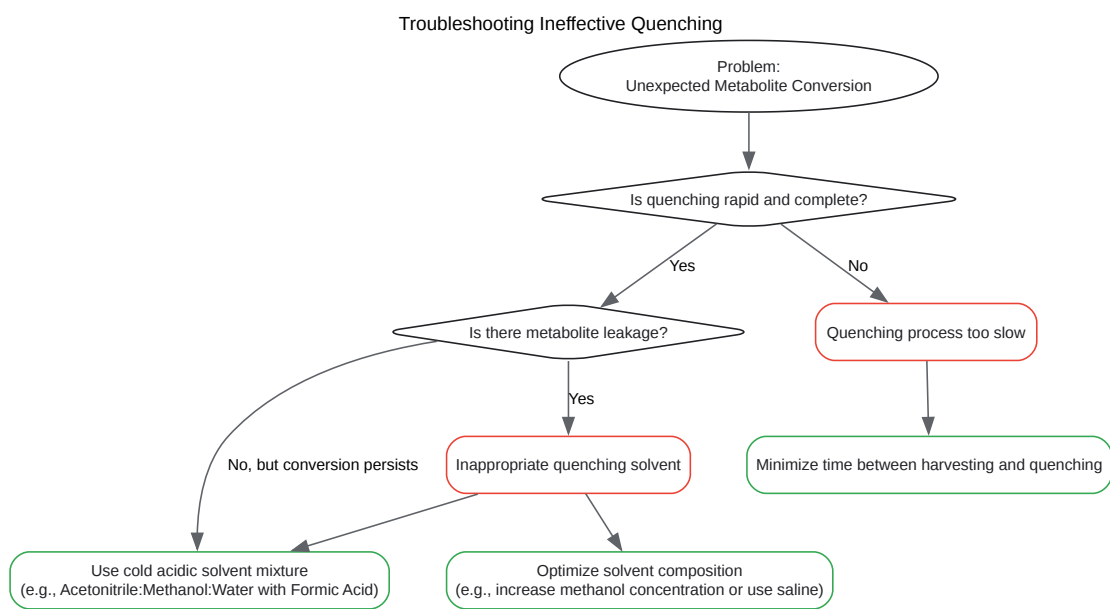 Troubleshooting Ineffective Quenching
Problem:
Unexpected Metabolite Conversion
Is quenching rapid and complete?
Yes
No
Is there metabolite leakage?
Quenching process too slow
Yes
No, but conversion persists
Inappropriate quenching solvent
Minimize time between harvesting and quenching
Use cold acidic solvent mixture
(e.g., Acetonitrile:Methanol:Water with Formic Acid)
Optimize solvent composition
(e.g., increase methanol concentration or use saline)